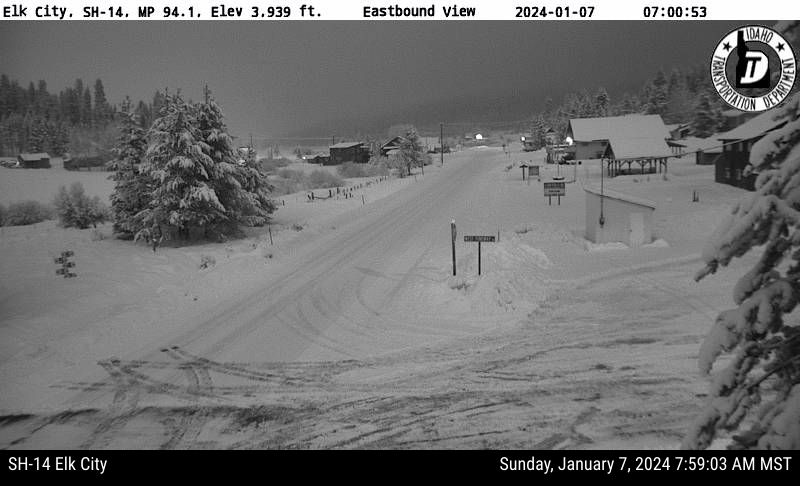 Elk City, SH-14, MP 94.1, Elev 3,939 ft. Eastbound View 2024-01-07 07:00:53
IDAHO
TRANSPORTATION DEPARTMENT
SH-14 Elk City Sunday, January 7, 2024 7:59:03 AM MST